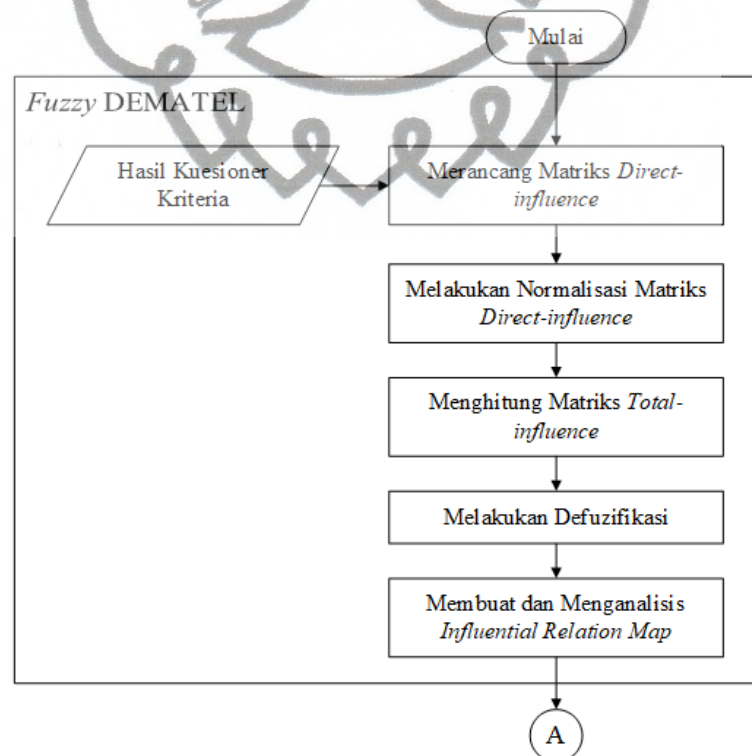 Mulai
Fuzzy DEMATEL
Hasil Kuesioner
Kriteria
Merancang Matriks Direct-
influence
Melakukan Normalisasi Matriks
Direct-influence
Menghitung Matriks Total-
influence
Melakukan Defuzifikasi
Membuat dan Menganalisis
Influential Relation Map
A